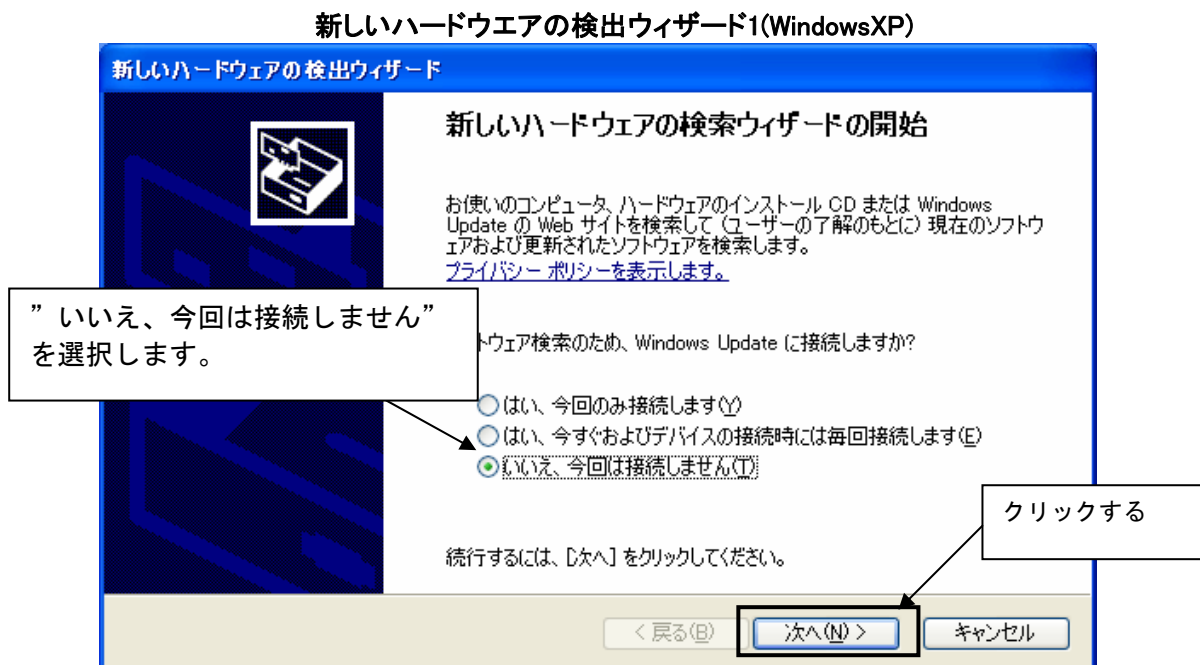 新しいハードウエアの検出ウィザード1(WindowsXP)
新しいハードウェアの検出ウィザード
新しいハードウェアの検索ウィザードの開始
お使いのコンピュータ、ハードウェアのインストール CD または Windows
Update の Web サイトを検索して (ユーザーの了解のもとに) 現在のソフトウ
ェアおよび更新されたソフトウェアを検索します。
プライバシー ポリシーを表示します。
”いいえ、今回は接続しません”
を選択します。
トウェア検索のため、Windows Update に接続しますか?
はい、今回のみ接続します(Y)
はい、今すぐおよびデバイスの接続時には毎回接続します(E)
いいえ、今回は接続しません(T)
クリックする
続行するには、[次へ] をクリックしてください。
< 戻る(B)
次へ(N) >
キャンセル